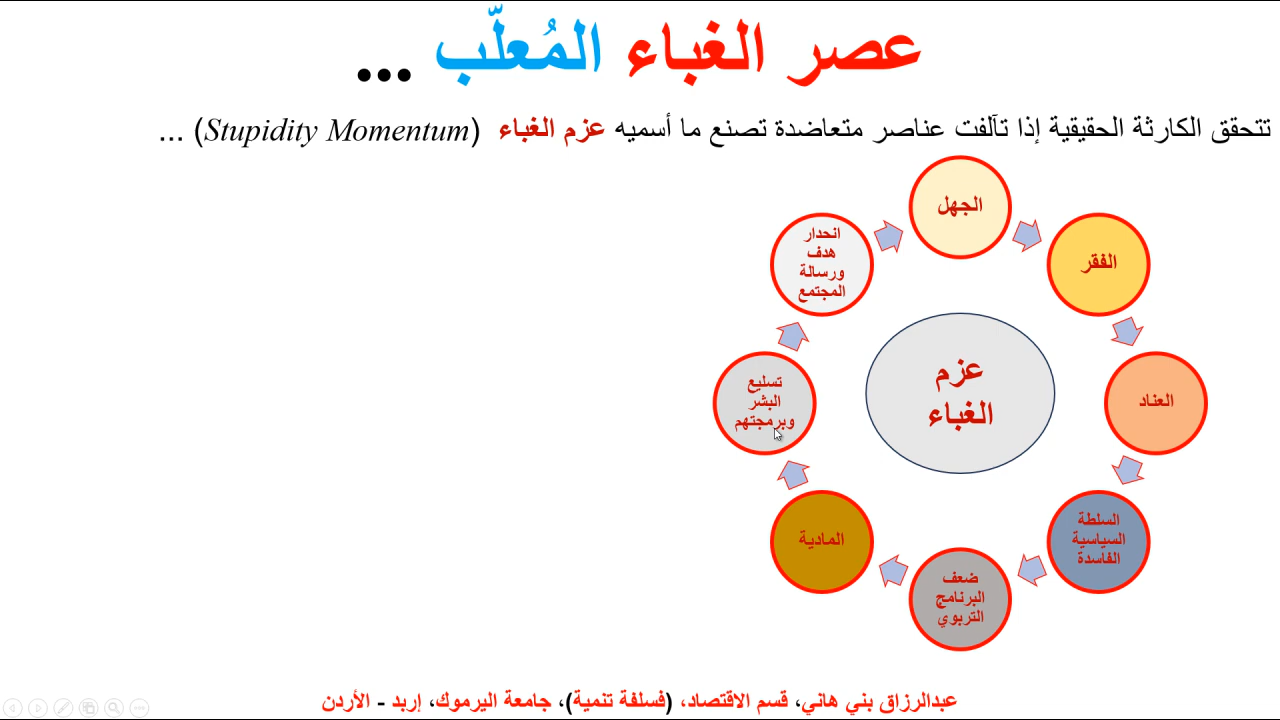 عصر الغباء المُعلّب ...
تتحقق الكارثة الحقيقية إذا تآلفت عناصر متعاضدة تصنع ما أسميه عزم الغباء (Stupidity Momentum) ...
الجهل
الفقر
العناد
السلطة
السياسية
الفاسدة
ضعف
البرنامج
التربوي
المادية
تسليع
البشر
وبرمجتهم
انحدار
هدف
ورسالة
المجتمع
عزم
الغباء
عبدالرزاق بني هاني، قسم الاقتصاد، (فسلفة تنمية)، جامعة اليرموك، إربد - الأردن